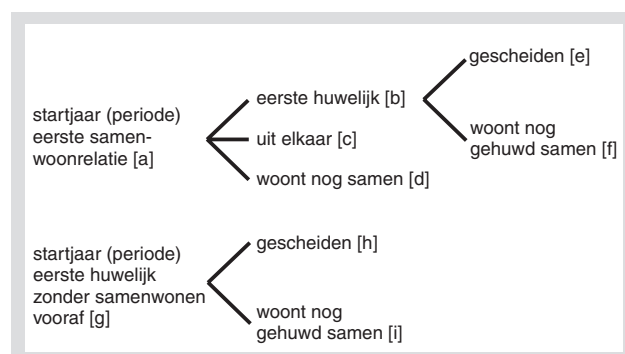 startjaar (periode)
eerste samen-
woonrelatie [a]
eerste huwelijk [b]
uit elkaar [c]
woont nog samen [d]
gescheiden [e]
woont nog
gehuwd samen [f]
startjaar (periode)
eerste huwelijk
zonder samenwonen
vooraf [g]
gescheiden [h]
woont nog
gehuwd samen [i]